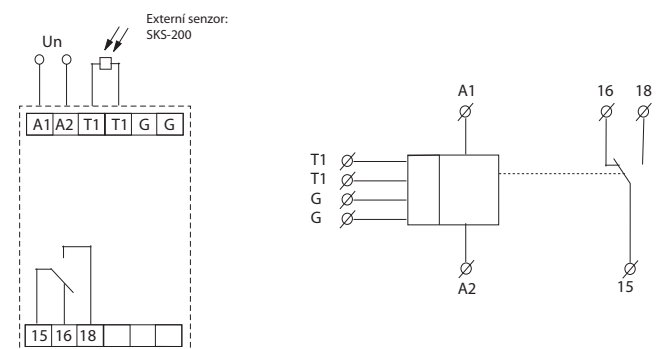 Externí senzor:
SKS-200
Un
A1 A2 T1 T1 G G
15 16 18
A1
16 18
T1
T1
G
G
A2
15